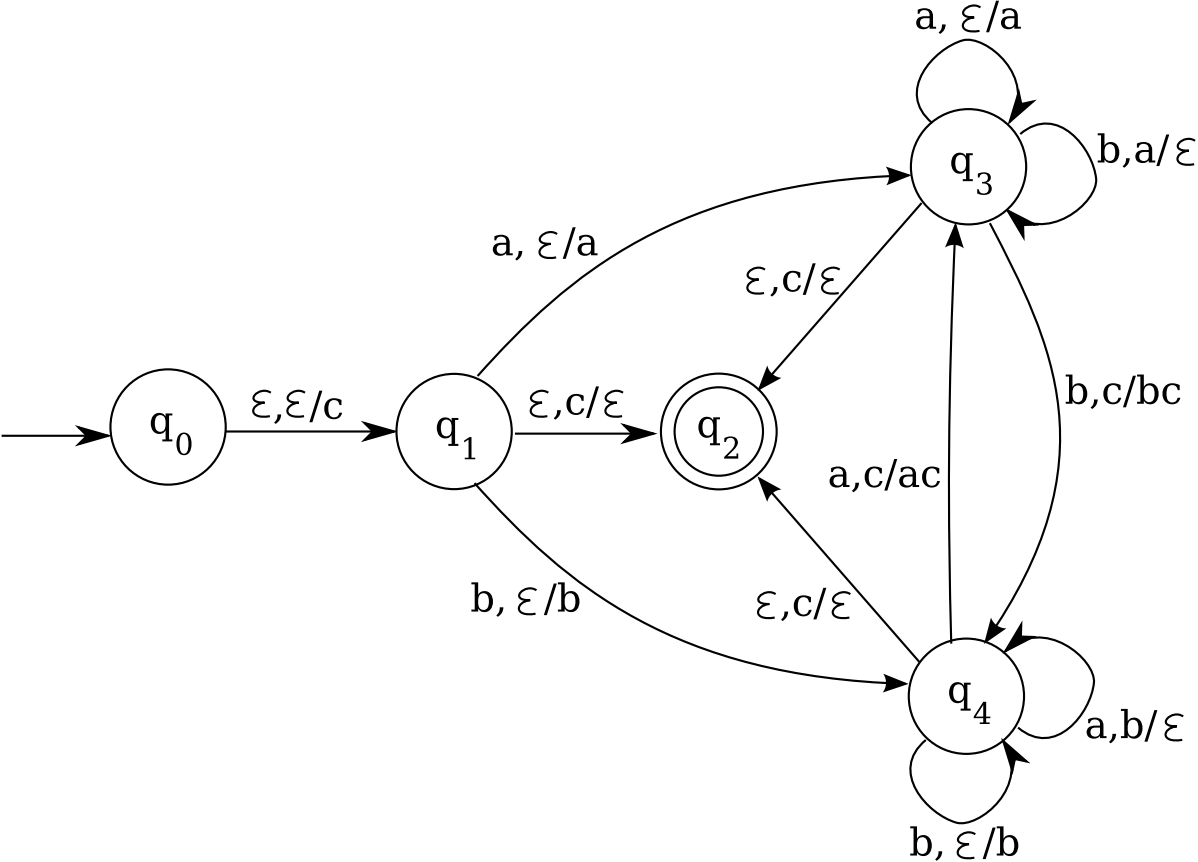 a, ε/a
q3
b,a/ε
a, ε/a
ε,c/ε
b,c/bc
q0
ε,ε/c
q1
ε,c/ε
q2
a,c/ac
b, ε/b
ε,c/ε
q4
a,b/ε
b, ε/b